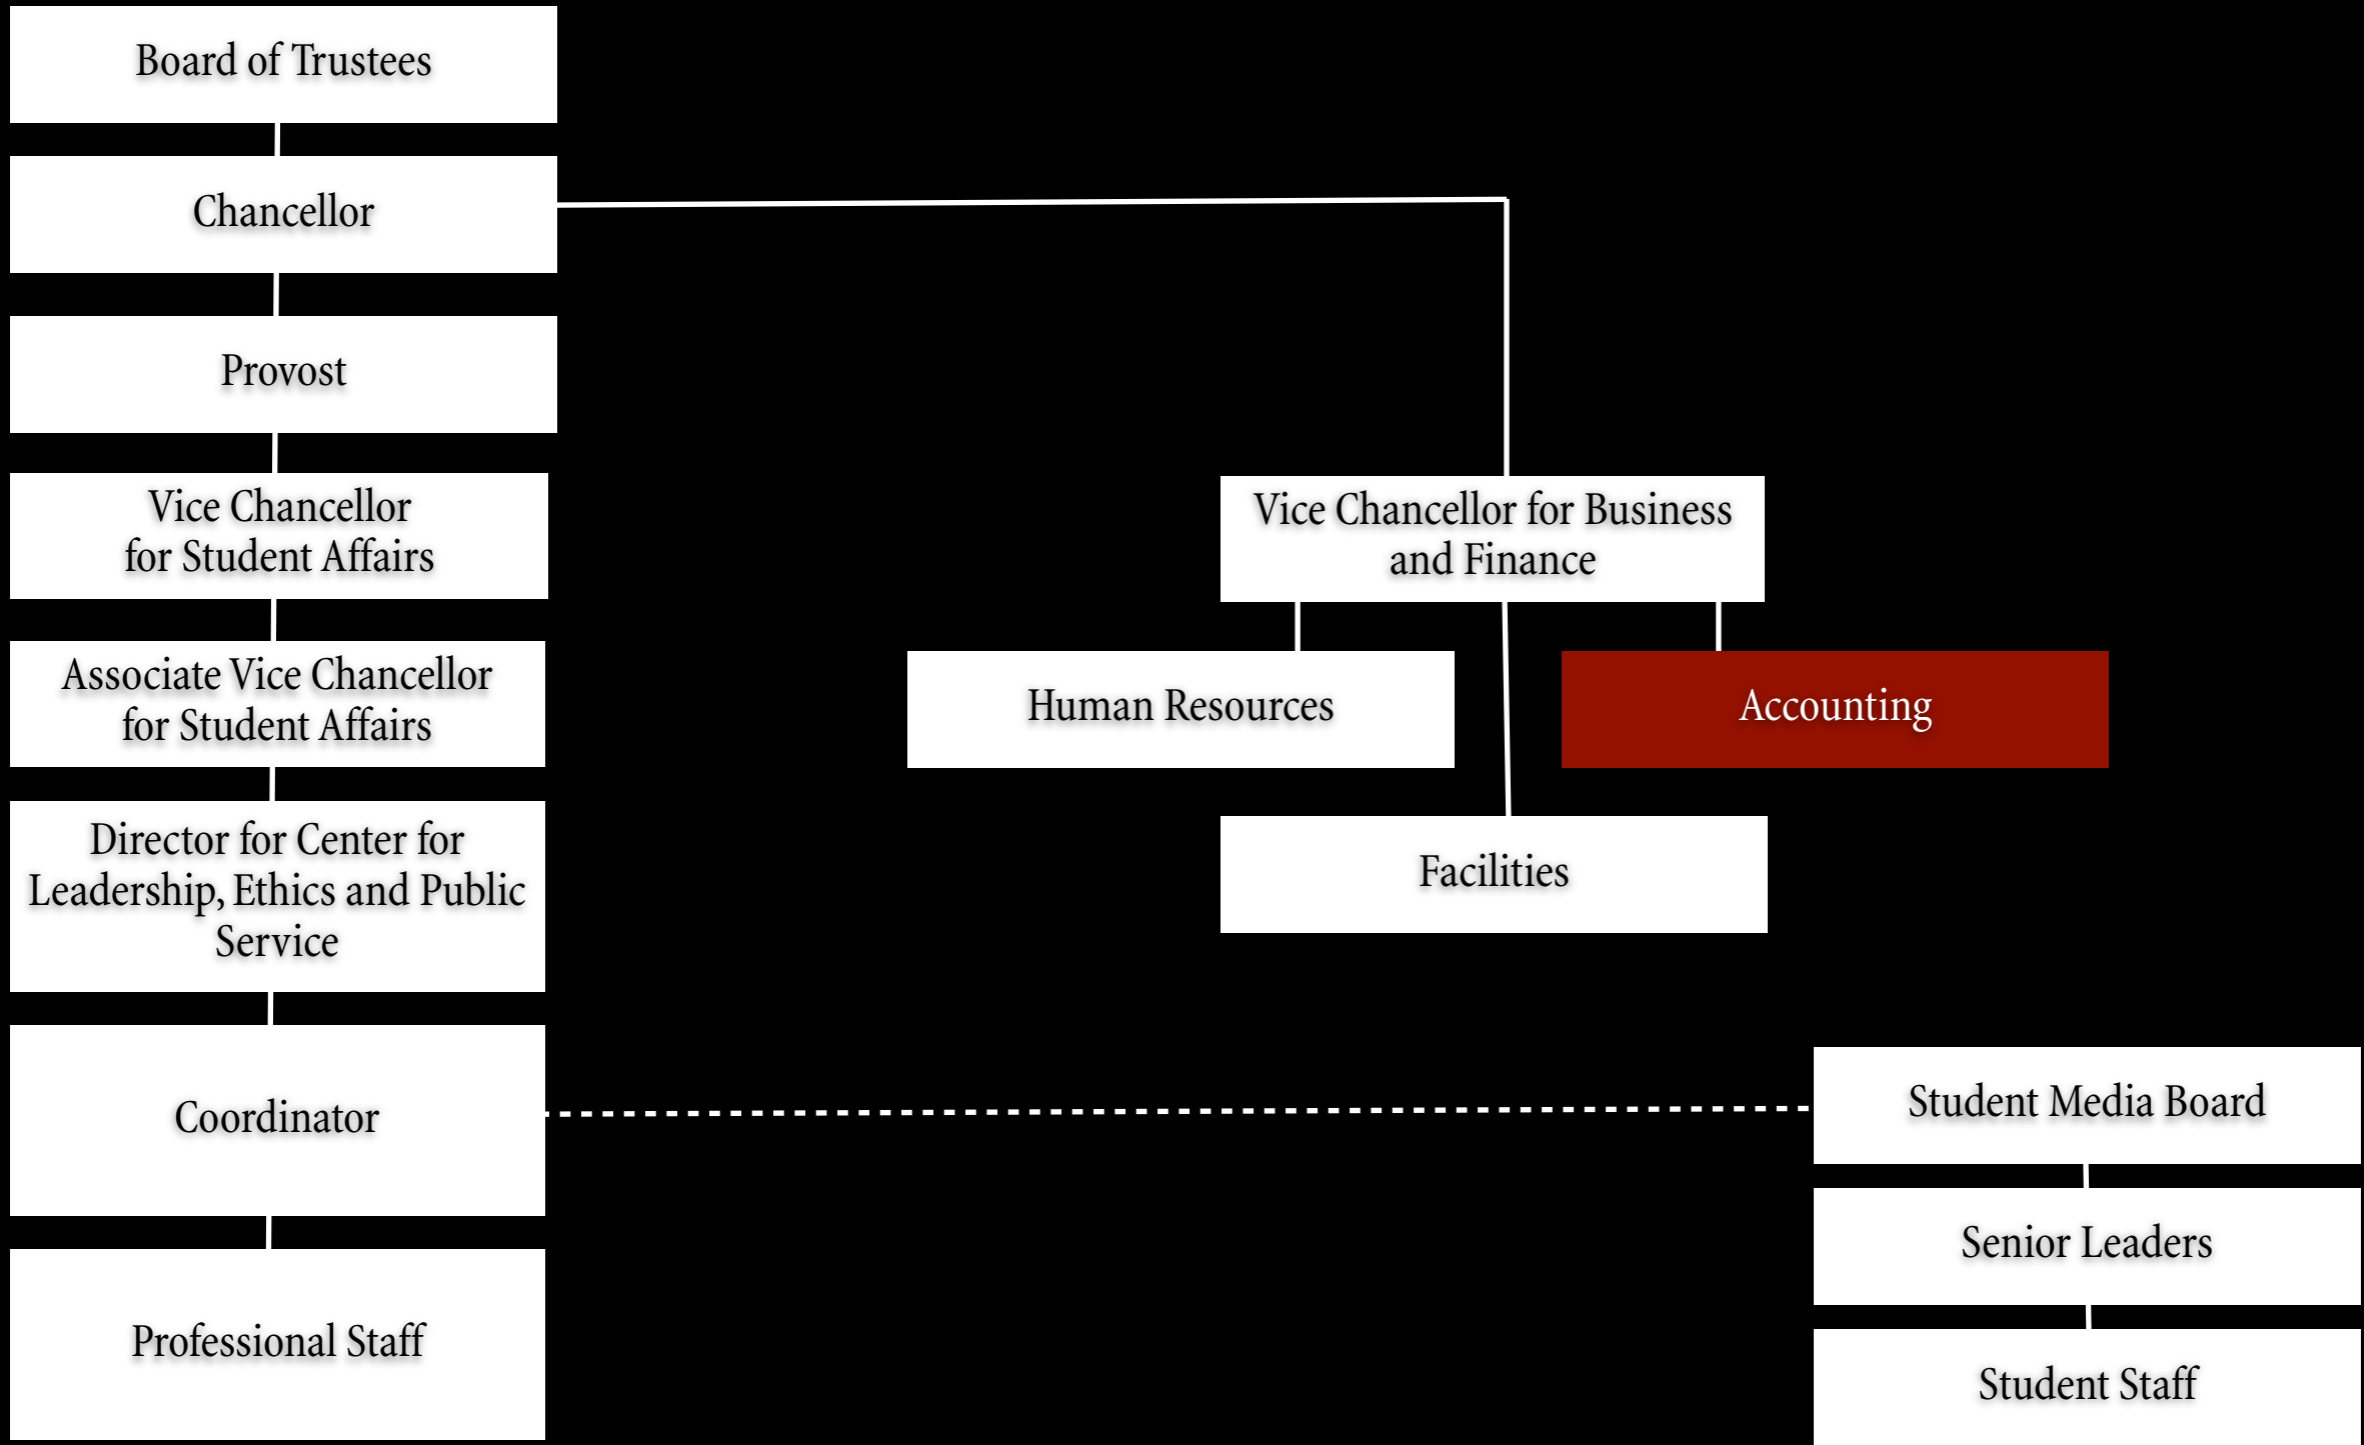 Board of Trustees
Chancellor
Provost
Vice Chancellor
for Student Affairs
Associate Vice Chancellor
for Student Affairs
Director for Center for
Leadership, Ethics and Public
Service
Coordinator
Professional Staff
Vice Chancellor for Business
and Finance
Human Resources
Accounting
Facilities
Student Media Board
Senior Leaders
Student Staff